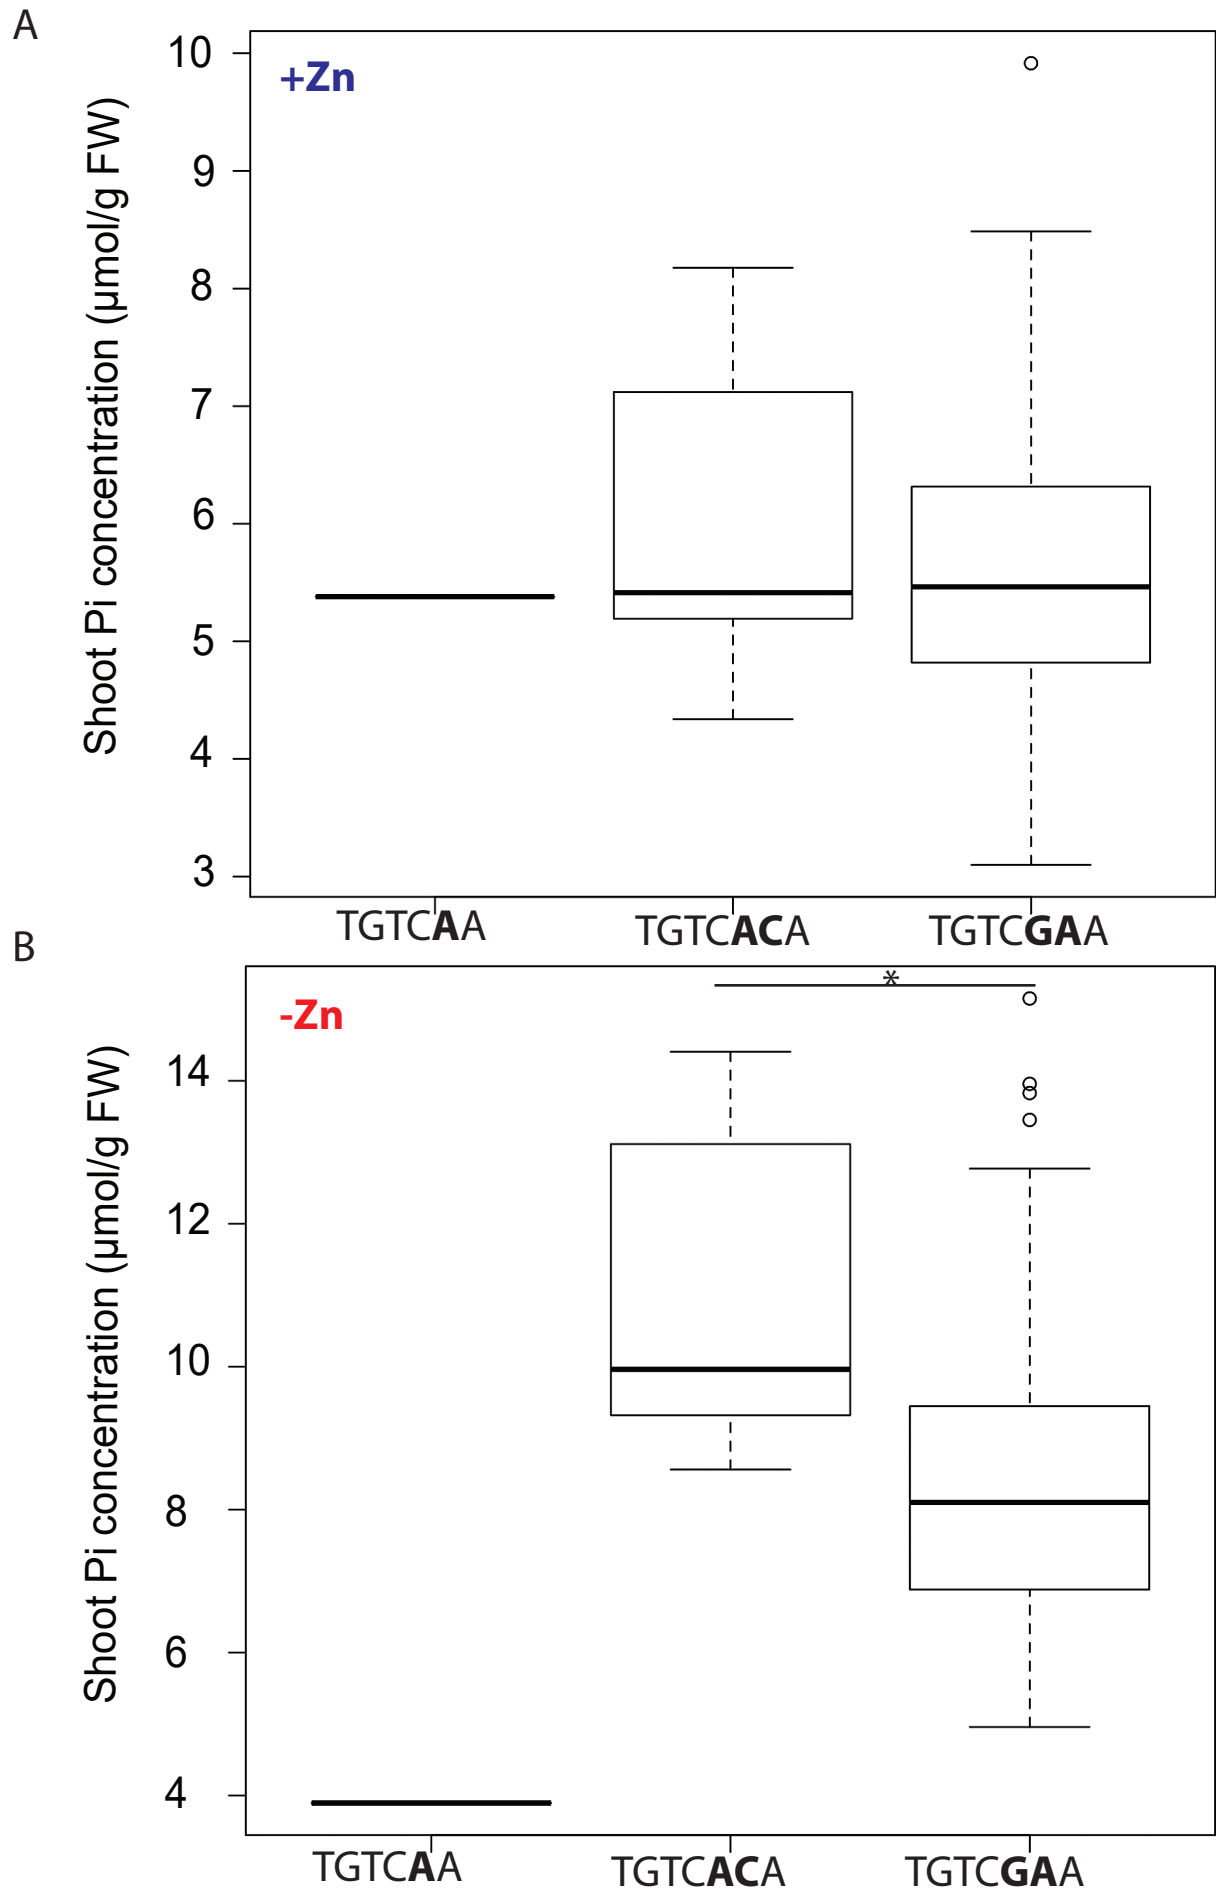 A
+Zn
Shoot Pi concentration (µmol/g FW)
10
9
8
7
6
5
4
3
TGTCAA
TGTCACA
TGTCGAA
B
-Zn
*
Shoot Pi concentration (µmol/g FW)
14
12
10
8
6
4
TGTCAA
TGTCACA
TGTCGAA